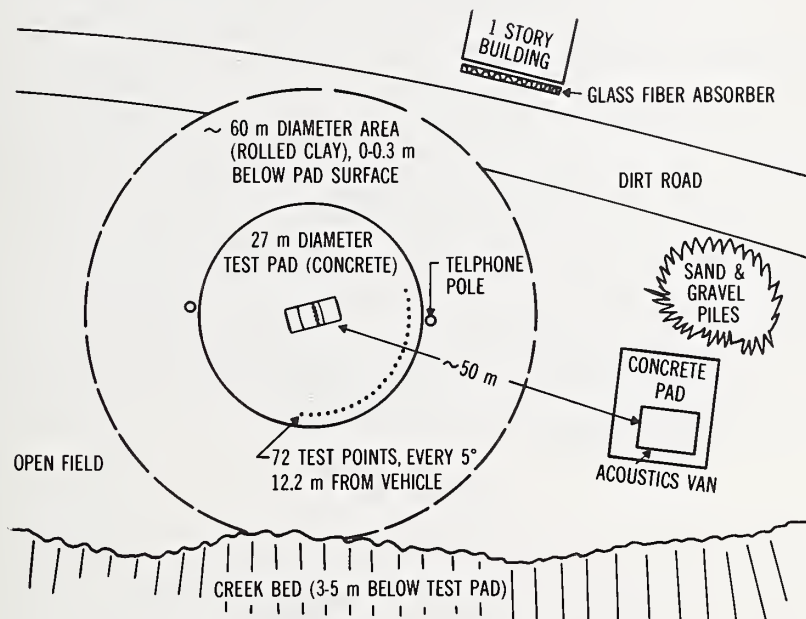 1 STORY
BUILDING
GLASS FIBER ABSORBER
~ 60 m DIAMETER AREA
(ROLLED CLAY), 0-0.3 m
BELOW PAD SURFACE
DIRT ROAD
27 m DIAMETER
TEST PAD (CONCRETE)
TELPHONE
POLE
SAND &
GRAVEL
PILES
~50 m
CONCRETE
PAD
OPEN FIELD
72 TEST POINTS, EVERY 5°
12.2 m FROM VEHICLE
ACOUSTICS VAN
CREEK BED (3-5 m BELOW TEST PAD)